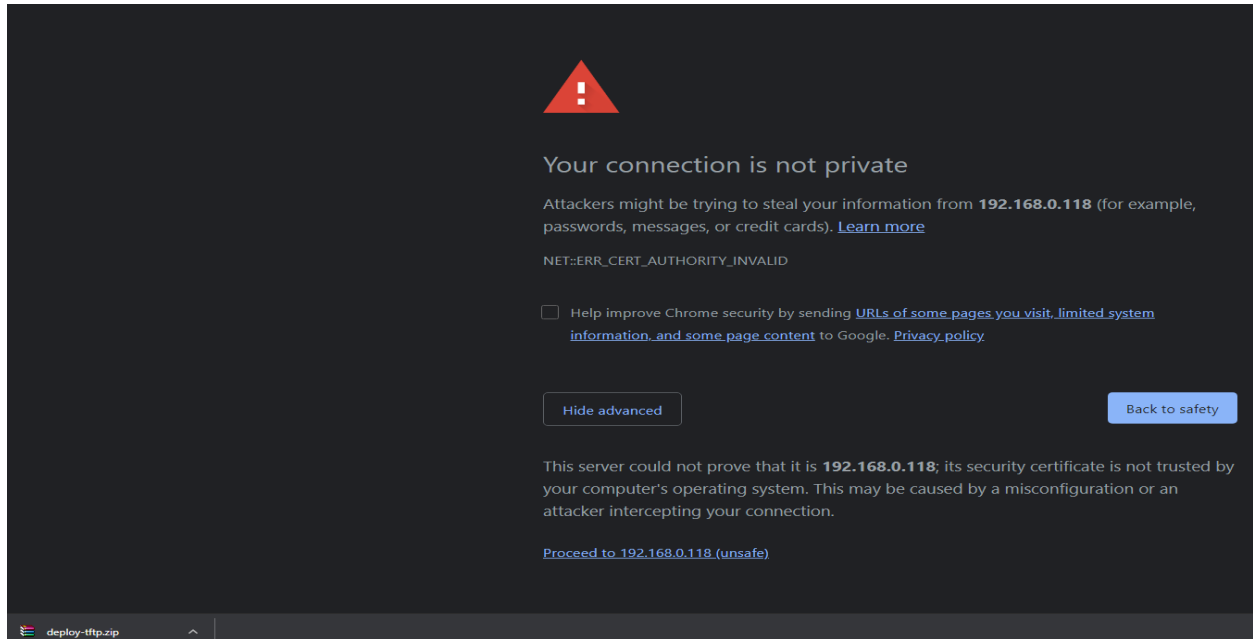 !
Your connection is not private
Attackers might be trying to steal your information from 192.168.0.118 (for example,
passwords, messages, or credit cards). Learn more
NET::ERR_CERT_AUTHORITY_INVALID
Help improve Chrome security by sending URLs of some pages you visit, limited system
information, and some page content to Google. Privacy policy
Hide advanced
Back to safety
This server could not prove that it is 192.168.0.118; its security certificate is not trusted by
your computer's operating system. This may be caused by a misconfiguration or an
attacker intercepting your connection.
Proceed to 192.168.0.118 (unsafe)
deploy-tftp.zip